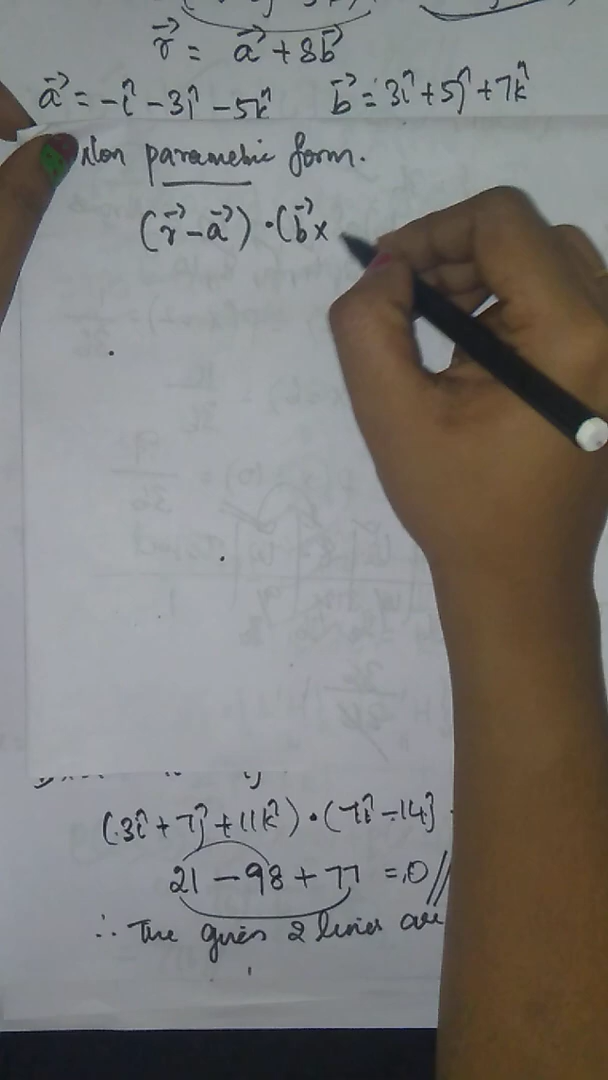 r⃗ = a⃗ + 8b⃗
a⃗ = -î - 3ĵ - 5k̂ b⃗ = 3î + 5ĵ + 7k̂
Non parametric form.
(r⃗ - a⃗) · (b⃗ ×
(3î + 7ĵ + 11k̂) · (7î - 14ĵ
21 - 98 + 77 = 0 //
∴ The given 2 lines are